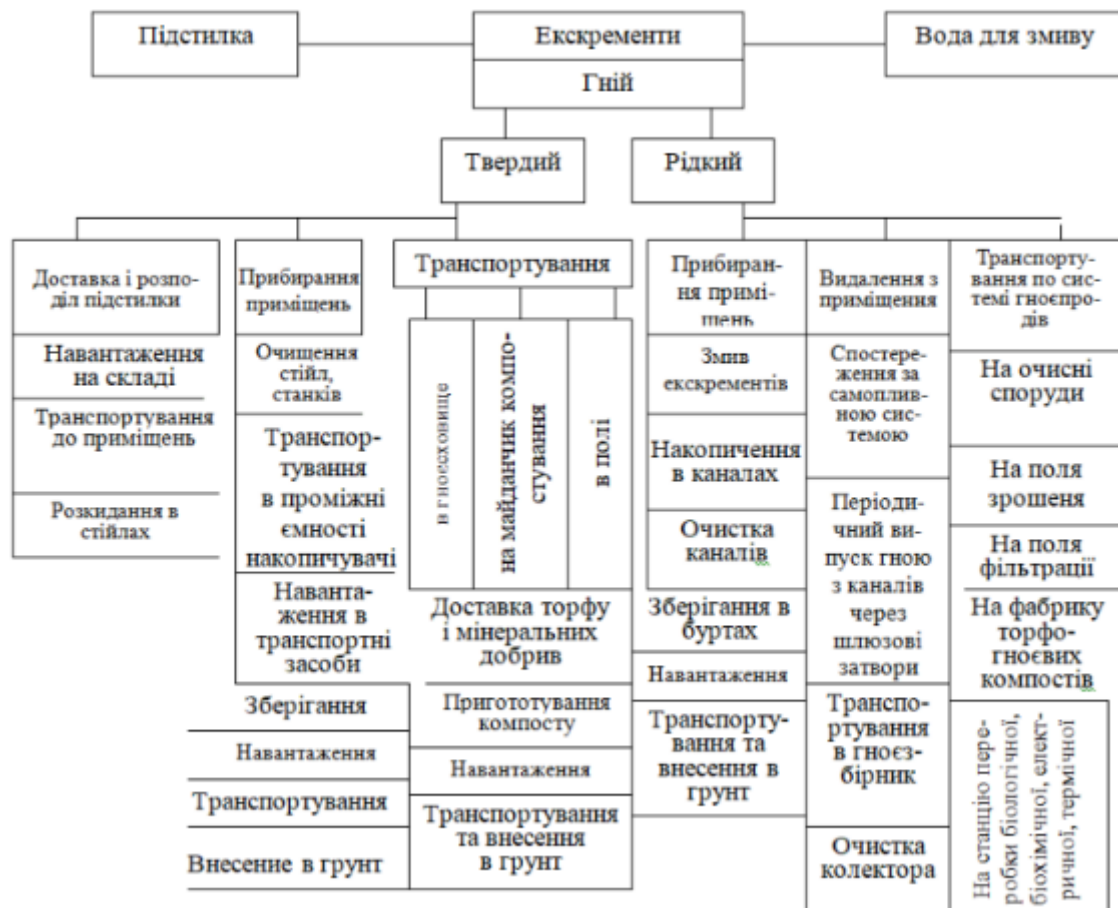 Підстилка
Екскременти
Вода для змиву
Гній
Твердий
Рідкий
Доставка і розпо-
діл підстилки
Навантаження
на складі
Транспортування
до приміщень
Розкидання в
стійлах
Прибирання
приміщень
Очищення
стійл,
станків
Транспор-
тування
в проміжні
ємності
накопичувачі
Наванта-
ження в
транспортні
засоби
Зберігання
Навантаження
Транспортування
Внесение в грунт
Транспортування
в гноєсховище
на майданчик компо-
стування
в полі
Доставка торфу
і мінеральних
добрив
Пригототування
компосту
Навантаження
Транспортування
та внесення
в грунт
Прибиран-
ня примі-
щень
Змив
екскрементів
Накопичення
в каналах
Очистка
каналів
Зберігання в
буртах
Навантаження
Транспорту-
вання та
внесення в
грунт
Видалення з
приміщення
Спостереже-
ження за
самоплив-
ною сис-
темою
Періоди-
чний ви-
пуск гною
з каналів
через
шлюзові
затвори
Транспо-
ртування
в гноєз-
бірник
Очистка
колектора
Транспорту-
вання по сис-
темі гноєпро-
дів
На очисні
споруди
На поля
зрошеня
На поля
фільтрації
На фабрику
торфо-
гноєвих
компостів
На станцію пере-
робки біологічної,
біохімічної, елект-
ричної, термічної